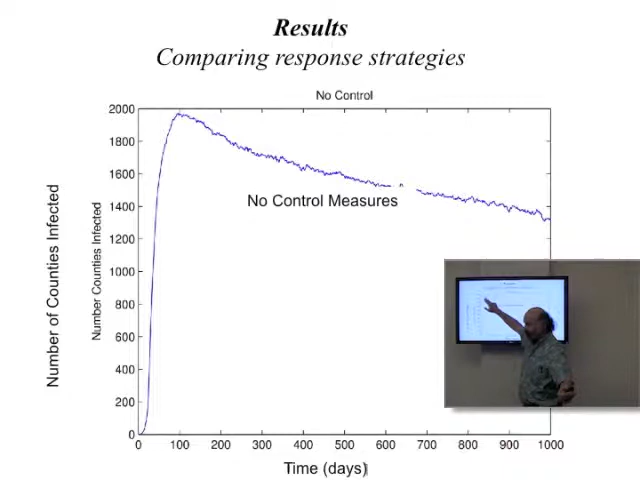 Results
Comparing response strategies
No Control
2000
1800
1600
1400
1200
1000
800
600
400
200
0
No Control Measures
Number of Counties Infected
Number Counties Infected
0 100 200 300 400 500 600 700 800 900 1000
Time (days)